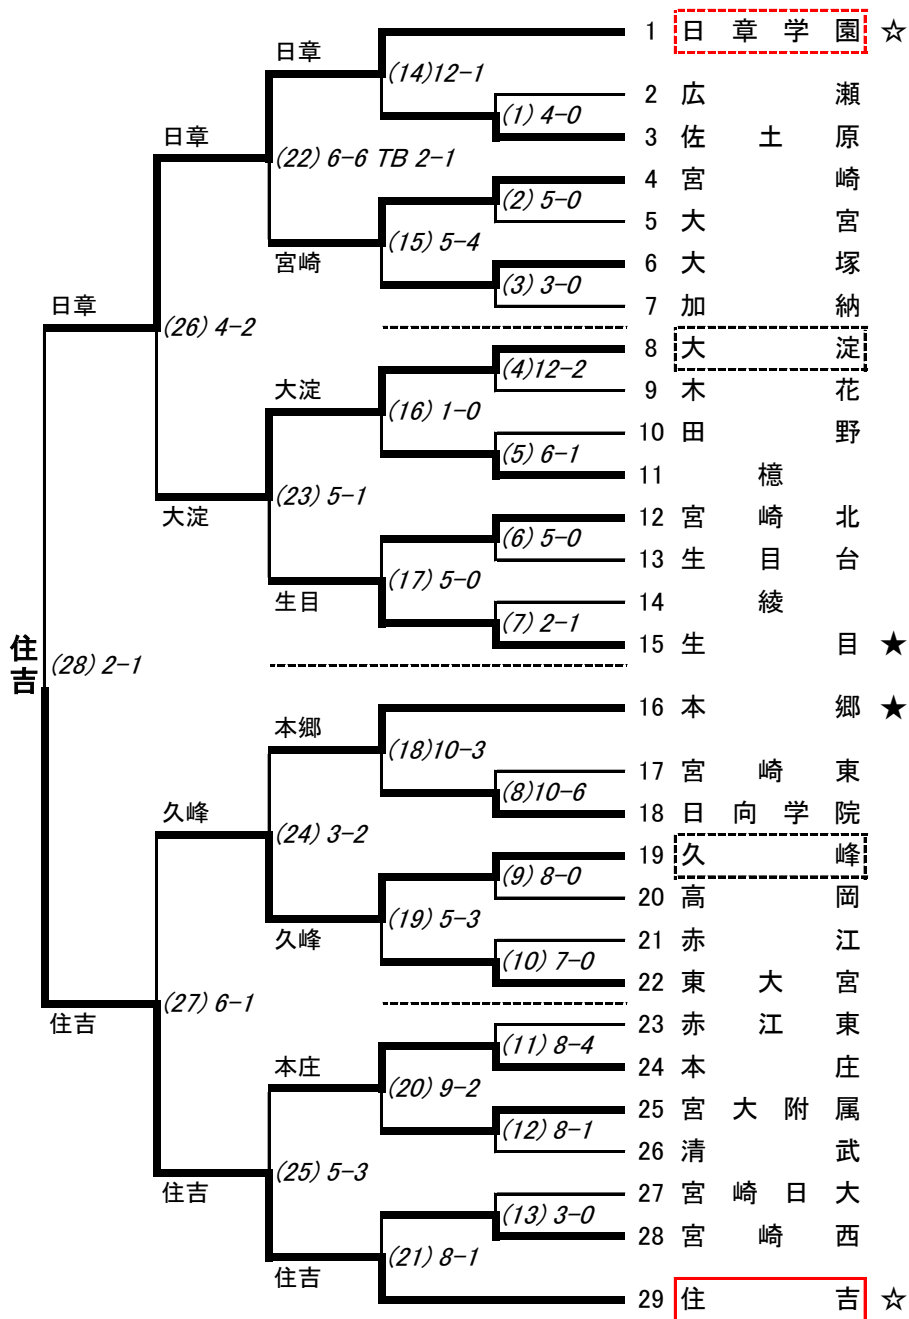 1 日章学園 ☆
日章
(14)12-1
2 広瀬
(1) 4-0
3 佐土原
日章
(22) 6-6 TB 2-1
4 宮崎
(2) 5-0
5 大宮
(15) 5-4
宮崎
6 大塚
(3) 3-0
7 加納
日章
(26) 4-2
8 大淀
(4)12-2
9 木花
大淀
(16) 1-0
10 田野
(5) 6-1
11 檍
(23) 5-1
大淀
12 宮崎北
(6) 5-0
13 生目台
(17) 5-0
生目
14 綾
(7) 2-1
15 生目 ★
住吉
(28) 2-1
16 本郷 ★
本郷
(18)10-3
17 宮崎東
(8)10-6
18 日向学院
久峰
(24) 3-2
19 久峰
(9) 8-0
20 高岡
(19) 5-3
久峰
21 赤江
(10) 7-0
22 東大宮
(27) 6-1
住吉
23 赤江東
(11) 8-4
24 本庄
本庄
(20) 9-2
25 宮大附属
(12) 8-1
26 清武
(25) 5-3
住吉
27 宮崎日大
(13) 3-0
28 宮崎西
(21) 8-1
住吉
29 住吉 ☆